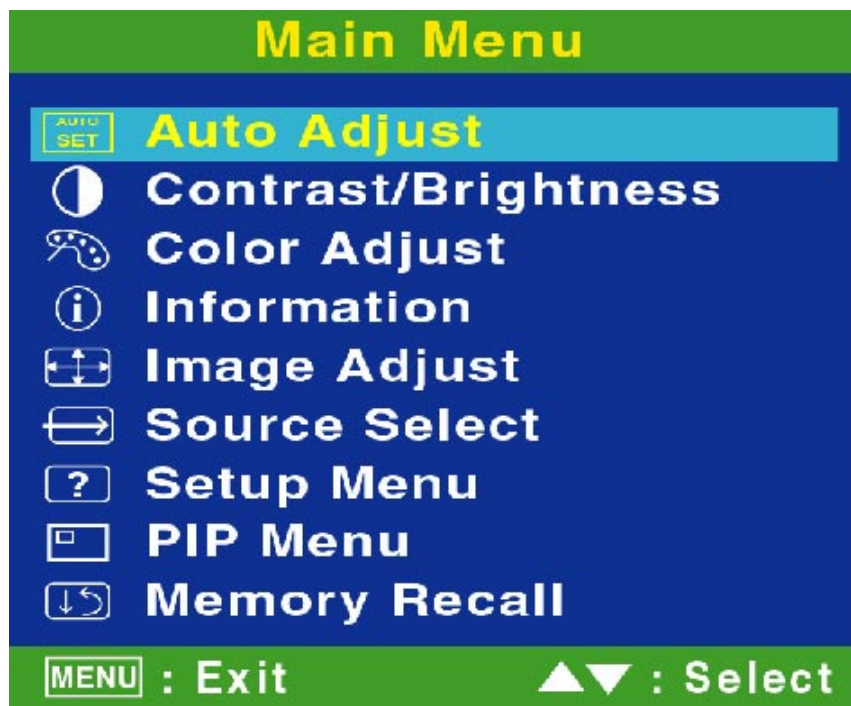 Main Menu
AUTO SET Auto Adjust
Contrast/Brightness
Color Adjust
i Information
Image Adjust
Source Select
? Setup Menu
PIP Menu
Memory Recall
MENU : Exit ▲▼ : Select